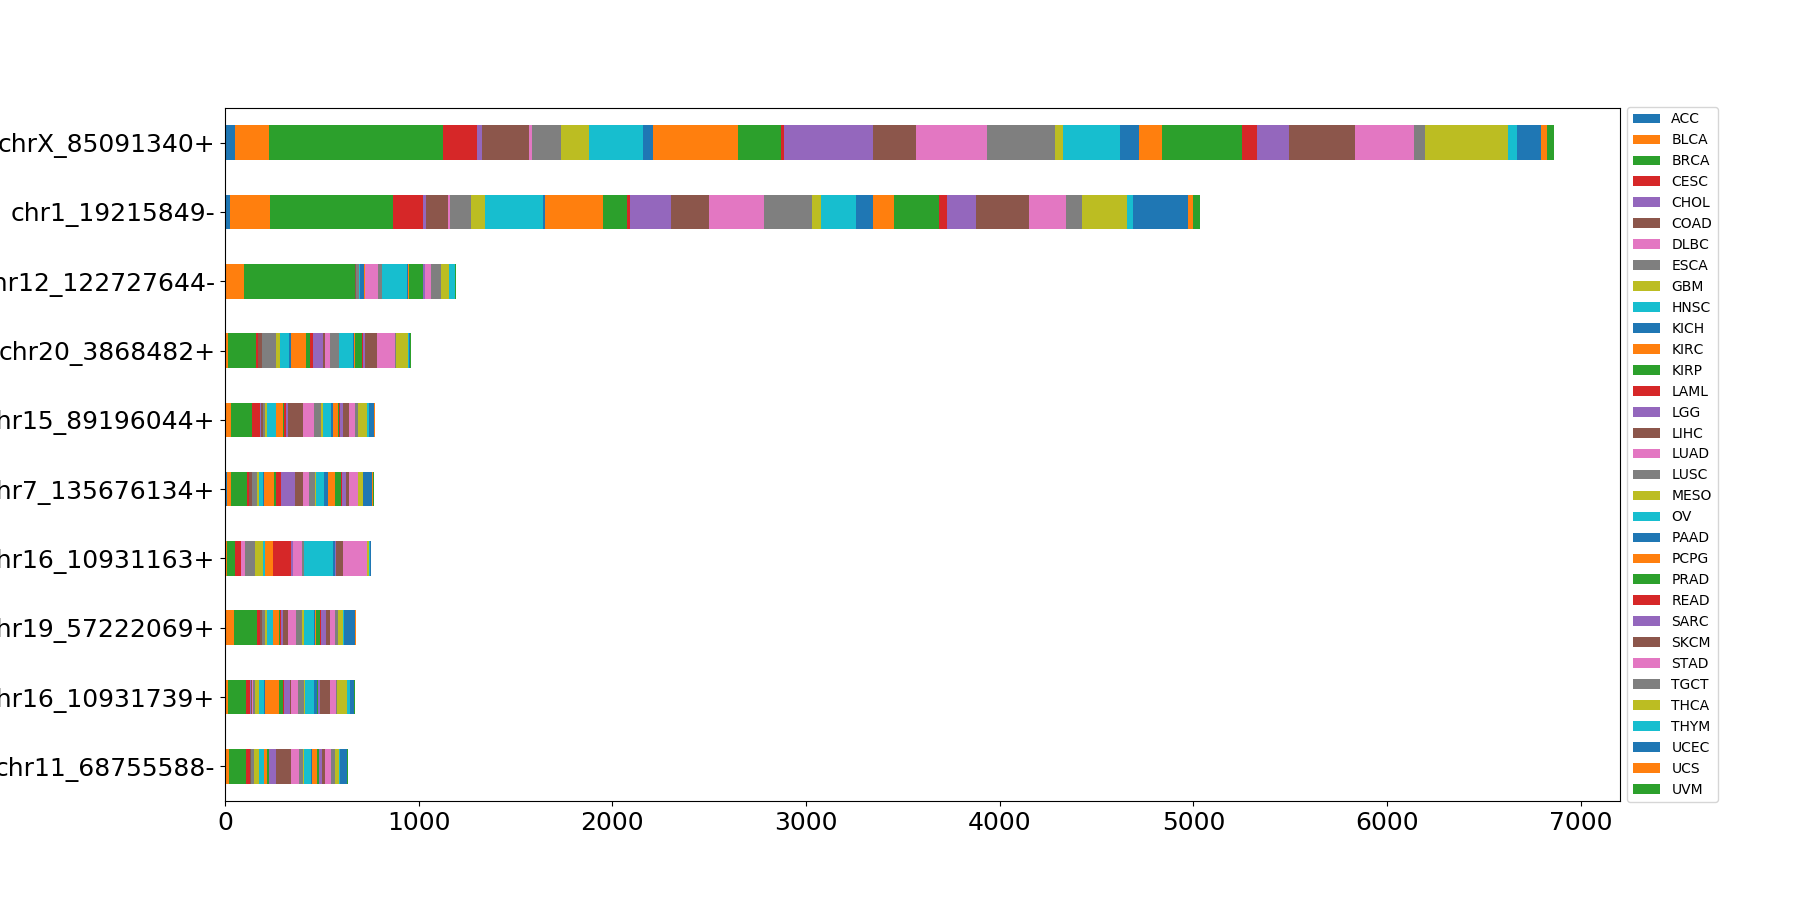 chrX_85091340+
chr1_19215849-
hr12_122727644-
chr20_3868482+
hr15_89196044+
hr7_135676134+
hr16_10931163+
hr19_57222069+
hr16_10931739+
chr11_68755588-
0 1000 2000 3000 4000 5000 6000 7000
ACC
BLCA
BRCA
CESC
CHOL
COAD
DLBC
ESCA
GBM
HNSC
KICH
KIRC
KIRP
LAML
LGG
LIHC
LUAD
LUSC
MESO
OV
PAAD
PCPG
PRAD
READ
SARC
SKCM
STAD
TGCT
THCA
THYM
UCEC
UCS
UVM